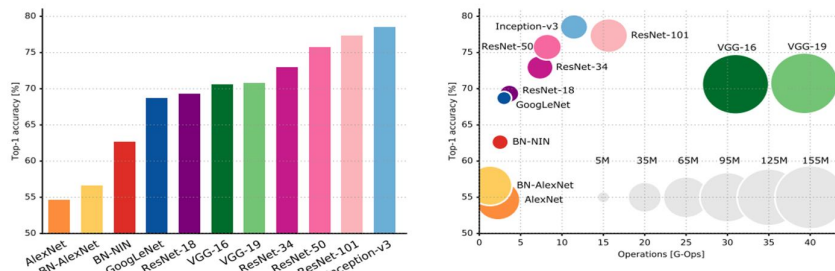 80
75
70
65
60
55
50
Top-1 accuracy [%]
AlexNet
BN-AlexNet
BN-NIN
GoogLeNet
ResNet-18
VGG-16
VGG-19
ResNet-34
ResNet-50
ResNet-101
Inception-v3
80
75
70
65
60
55
50
Top-1 accuracy [%]
Inception-v3
ResNet-50
ResNet-101
ResNet-34
VGG-16
VGG-19
ResNet-18
GoogLeNet
BN-NIN
5M
35M
65M
95M
125M
155M
BN-AlexNet
AlexNet
0
5
10
15
20
25
30
35
40
Operations [G-Ops]